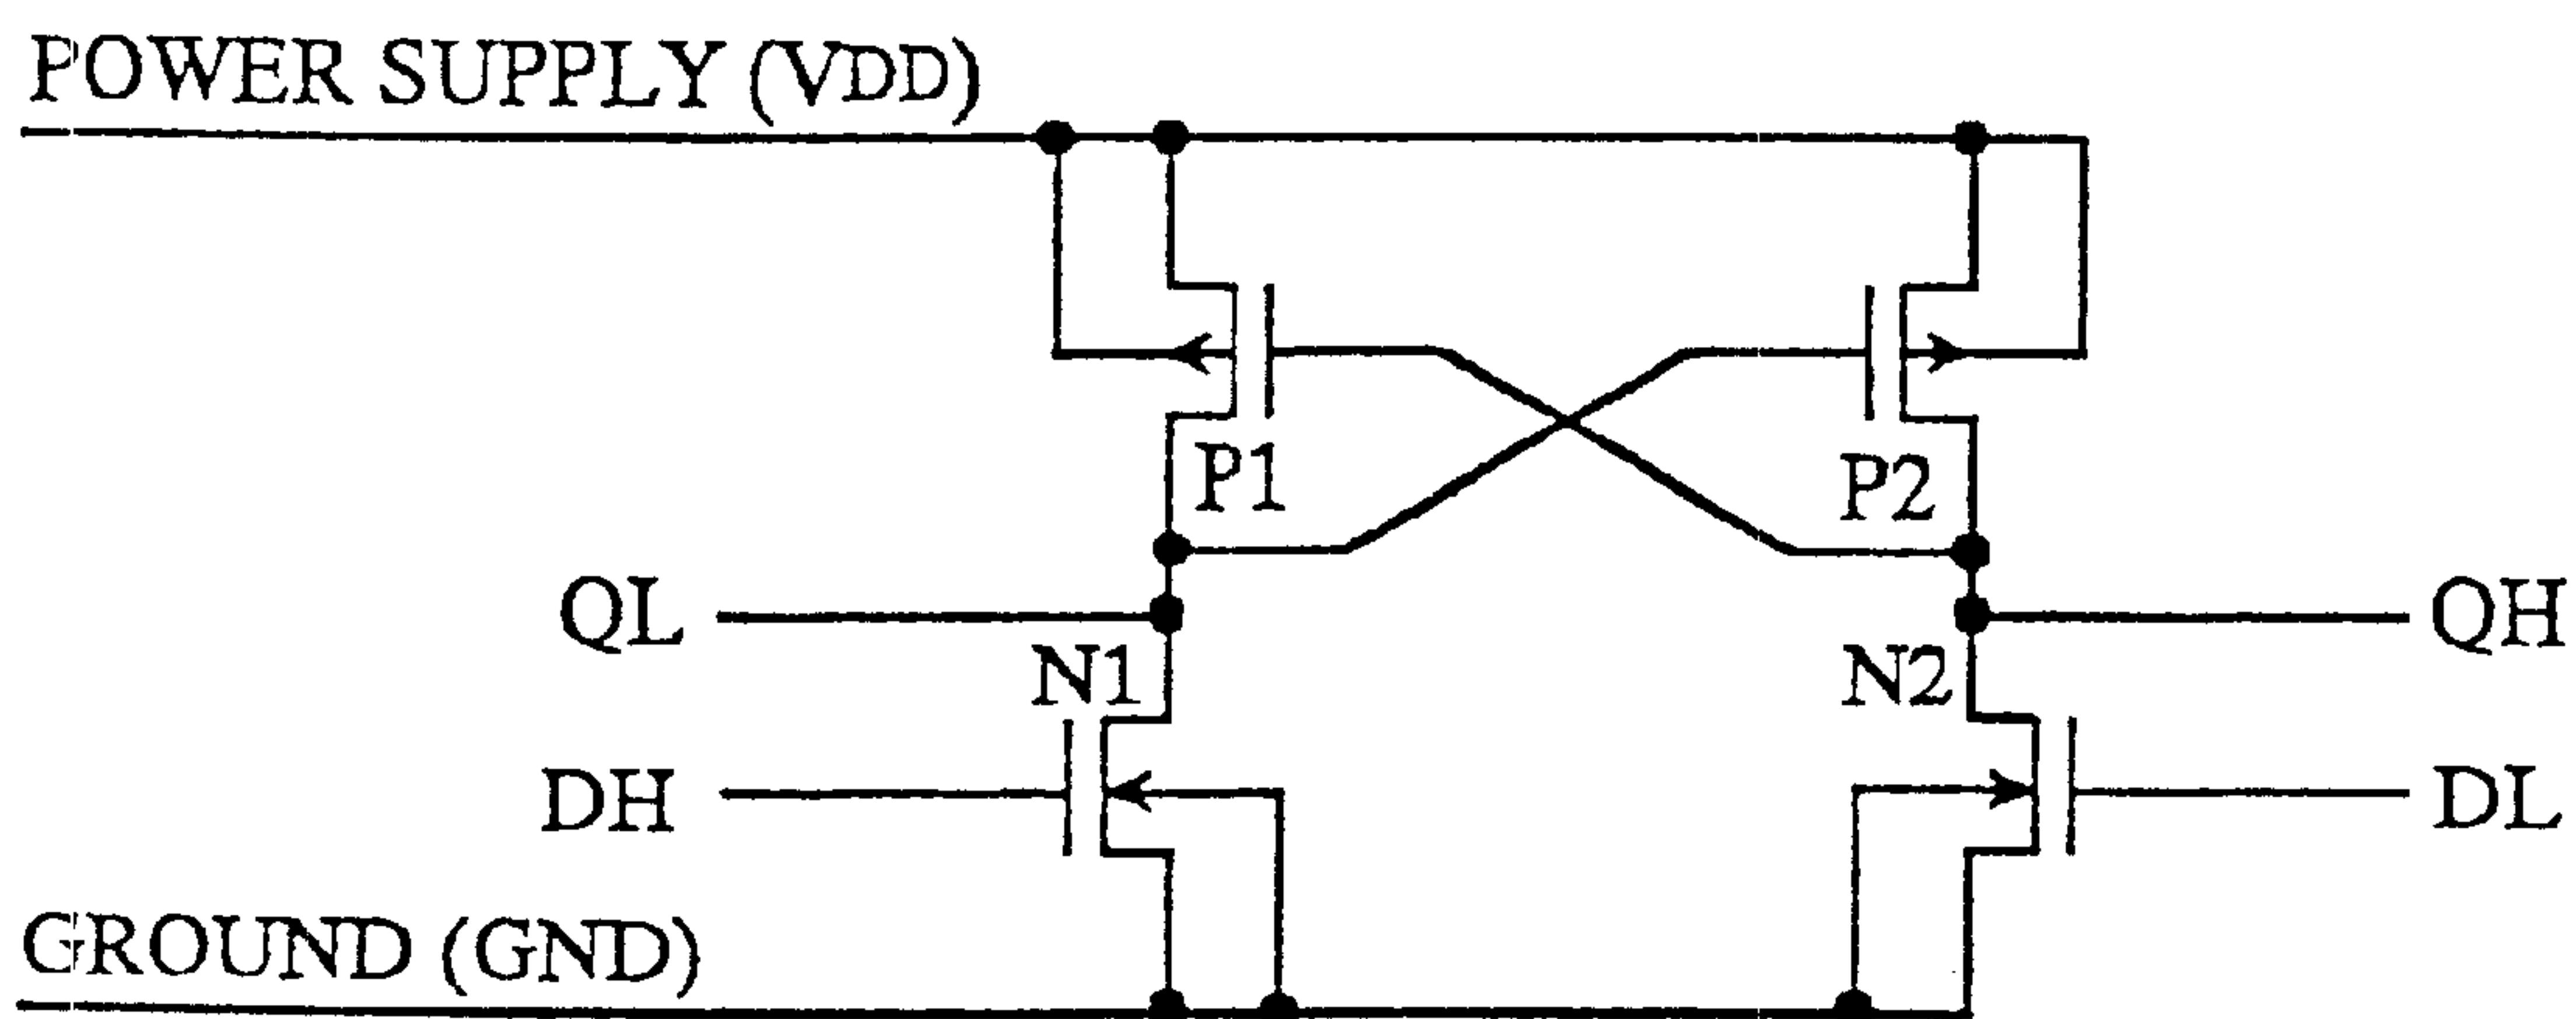 POWER SUPPLY (VDD)
P1
P2
QL
QH
N1
N2
DH
DL
GROUND (GND)